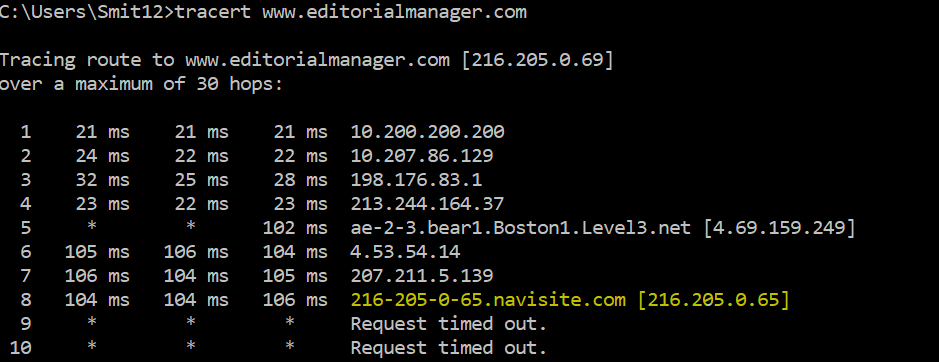 C:\Users\Smit12>tracert www.editorialmanager.com
Tracing route to www.editorialmanager.com [216.205.0.69]
over a maximum of 30 hops:
1 21 ms 21 ms 21 ms 10.200.200.200
2 24 ms 22 ms 22 ms 10.207.86.129
3 32 ms 25 ms 28 ms 198.176.83.1
4 23 ms 22 ms 23 ms 213.244.164.37
5 * * 102 ms ae-2-3.bear1.Boston1.Level3.net [4.69.159.249]
6 105 ms 106 ms 104 ms 4.53.54.14
7 106 ms 104 ms 105 ms 207.211.5.139
8 104 ms 104 ms 106 ms 216-205-0-65.navisite.com [216.205.0.65]
9 * * * Request timed out.
10 * * * Request timed out.